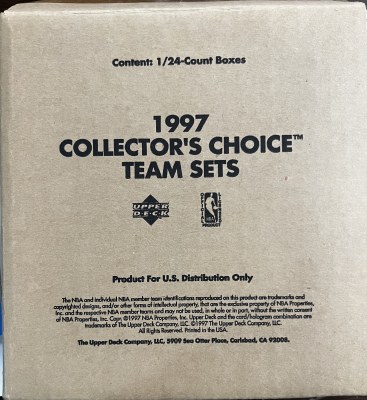 Content: 1/24-Count Boxes
1997
COLLECTOR'S CHOICE™
TEAM SETS
UPPER
DECK
PRODUCT
Product For U.S. Distribution Only
The NBA and individual NBA member team identifications reproduced on this product are trademarks and
copyrighted designs, and/or other forms of intellectual property, that are the exclusive property of NBA Properties,
Inc. and the respective NBA member teams and may not be used, in whole or in part, without the written consent
of NBA Properties, Inc. Copr. ©1997 NBA Properties, Inc. Upper Deck and the card/hologram combination are
trademarks of The Upper Deck Company, LLC. ©1997 The Upper Deck Company, LLC.
All Rights Reserved. Printed in the USA.
The Upper Deck Company, LLC, 5909 Sea Otter Place, Carlsbad, CA 92008.